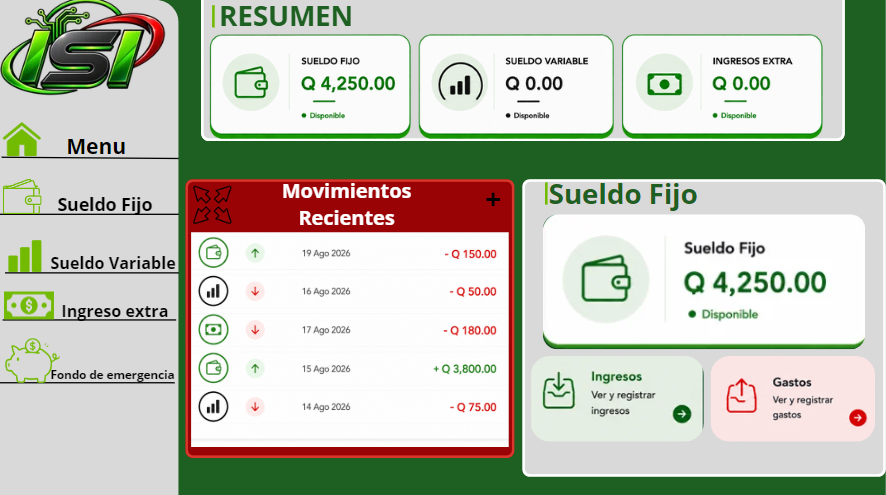 ISI
Menu
Sueldo Fijo
Sueldo Variable
Ingreso extra
Fondo de emergencia
RESUMEN
SUELDO FIJO
Q 4,250.00
Disponible
SUELDO VARIABLE
Q 0.00
Disponible
INGRESOS EXTRA
Q 0.00
Disponible
Movimientos
Recientes
+
19 Ago 2026 - Q 150.00
16 Ago 2026 - Q 50.00
17 Ago 2026 - Q 180.00
15 Ago 2026 + Q 3,800.00
14 Ago 2026 - Q 75.00
Sueldo Fijo
Sueldo Fijo
Q 4,250.00
Disponible
Ingresos
Ver y registrar
ingresos
Gastos
Ver y registrar
gastos